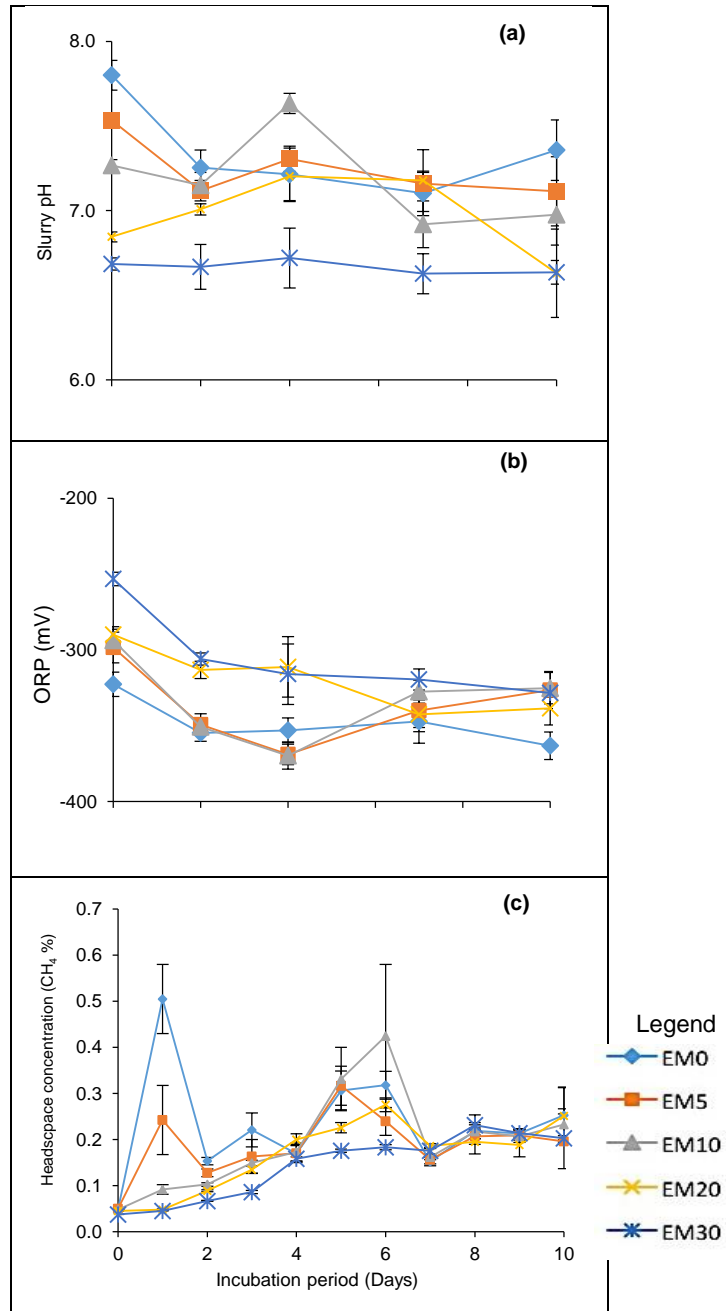 (a)
8.0
7.0
6.0
Slurry pH
(b)
-200
-300
-400
ORP (mV)
(c)
0.7
0.6
0.5
0.4
0.3
0.2
0.1
0.0
Headscpace concentration (CH₄ %)
0 2 4 6 8 10
Incubation period (Days)
Legend
EM0
EM5
EM10
EM20
EM30